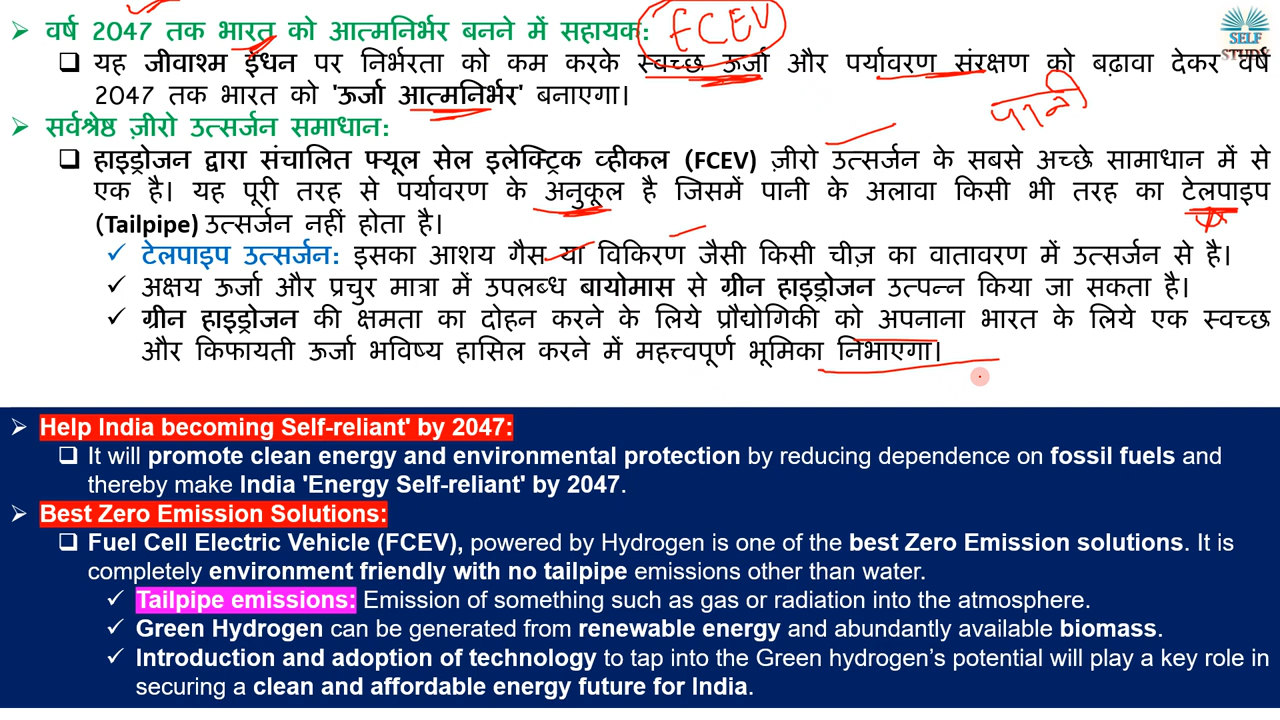 ➤ वर्ष 2047 तक भारत को आत्मनिर्भर बनने में सहायक:
FCEV
SELF
STUDY
❑ यह जीवाश्म ईंधन पर निर्भरता को कम करके स्वच्छ ऊर्जा और पर्यावरण संरक्षण को बढ़ावा देकर वर्ष
2047 तक भारत को 'ऊर्जा आत्मनिर्भर' बनाएगा।
पानी
➤ सर्वश्रेष्ठ ज़ीरो उत्सर्जन समाधान:
❑ हाइड्रोजन द्वारा संचालित फ्यूल सेल इलेक्ट्रिक व्हीकल (FCEV) ज़ीरो उत्सर्जन के सबसे अच्छे सामाधान में से
एक है। यह पूरी तरह से पर्यावरण के अनुकूल है जिसमें पानी के अलावा किसी भी तरह का टेलपाइप
(Tailpipe) उत्सर्जन नहीं होता है।
✓ टेलपाइप उत्सर्जन: इसका आशय गैस या विकिरण जैसी किसी चीज़ का वातावरण में उत्सर्जन से है।
✓ अक्षय ऊर्जा और प्रचुर मात्रा में उपलब्ध बायोमास से ग्रीन हाइड्रोजन उत्पन्न किया जा सकता है।
✓ ग्रीन हाइड्रोजन की क्षमता का दोहन करने के लिये प्रौद्योगिकी को अपनाना भारत के लिये एक स्वच्छ
और किफायती ऊर्जा भविष्य हासिल करने में महत्त्वपूर्ण भूमिका निभाएगा।
➤ Help India becoming Self-reliant' by 2047:
❑ It will promote clean energy and environmental protection by reducing dependence on fossil fuels and
thereby make India 'Energy Self-reliant' by 2047.
➤ Best Zero Emission Solutions:
❑ Fuel Cell Electric Vehicle (FCEV), powered by Hydrogen is one of the best Zero Emission solutions. It is
completely environment friendly with no tailpipe emissions other than water.
✓ Tailpipe emissions: Emission of something such as gas or radiation into the atmosphere.
✓ Green Hydrogen can be generated from renewable energy and abundantly available biomass.
✓ Introduction and adoption of technology to tap into the Green hydrogen's potential will play a key role in
securing a clean and affordable energy future for India.